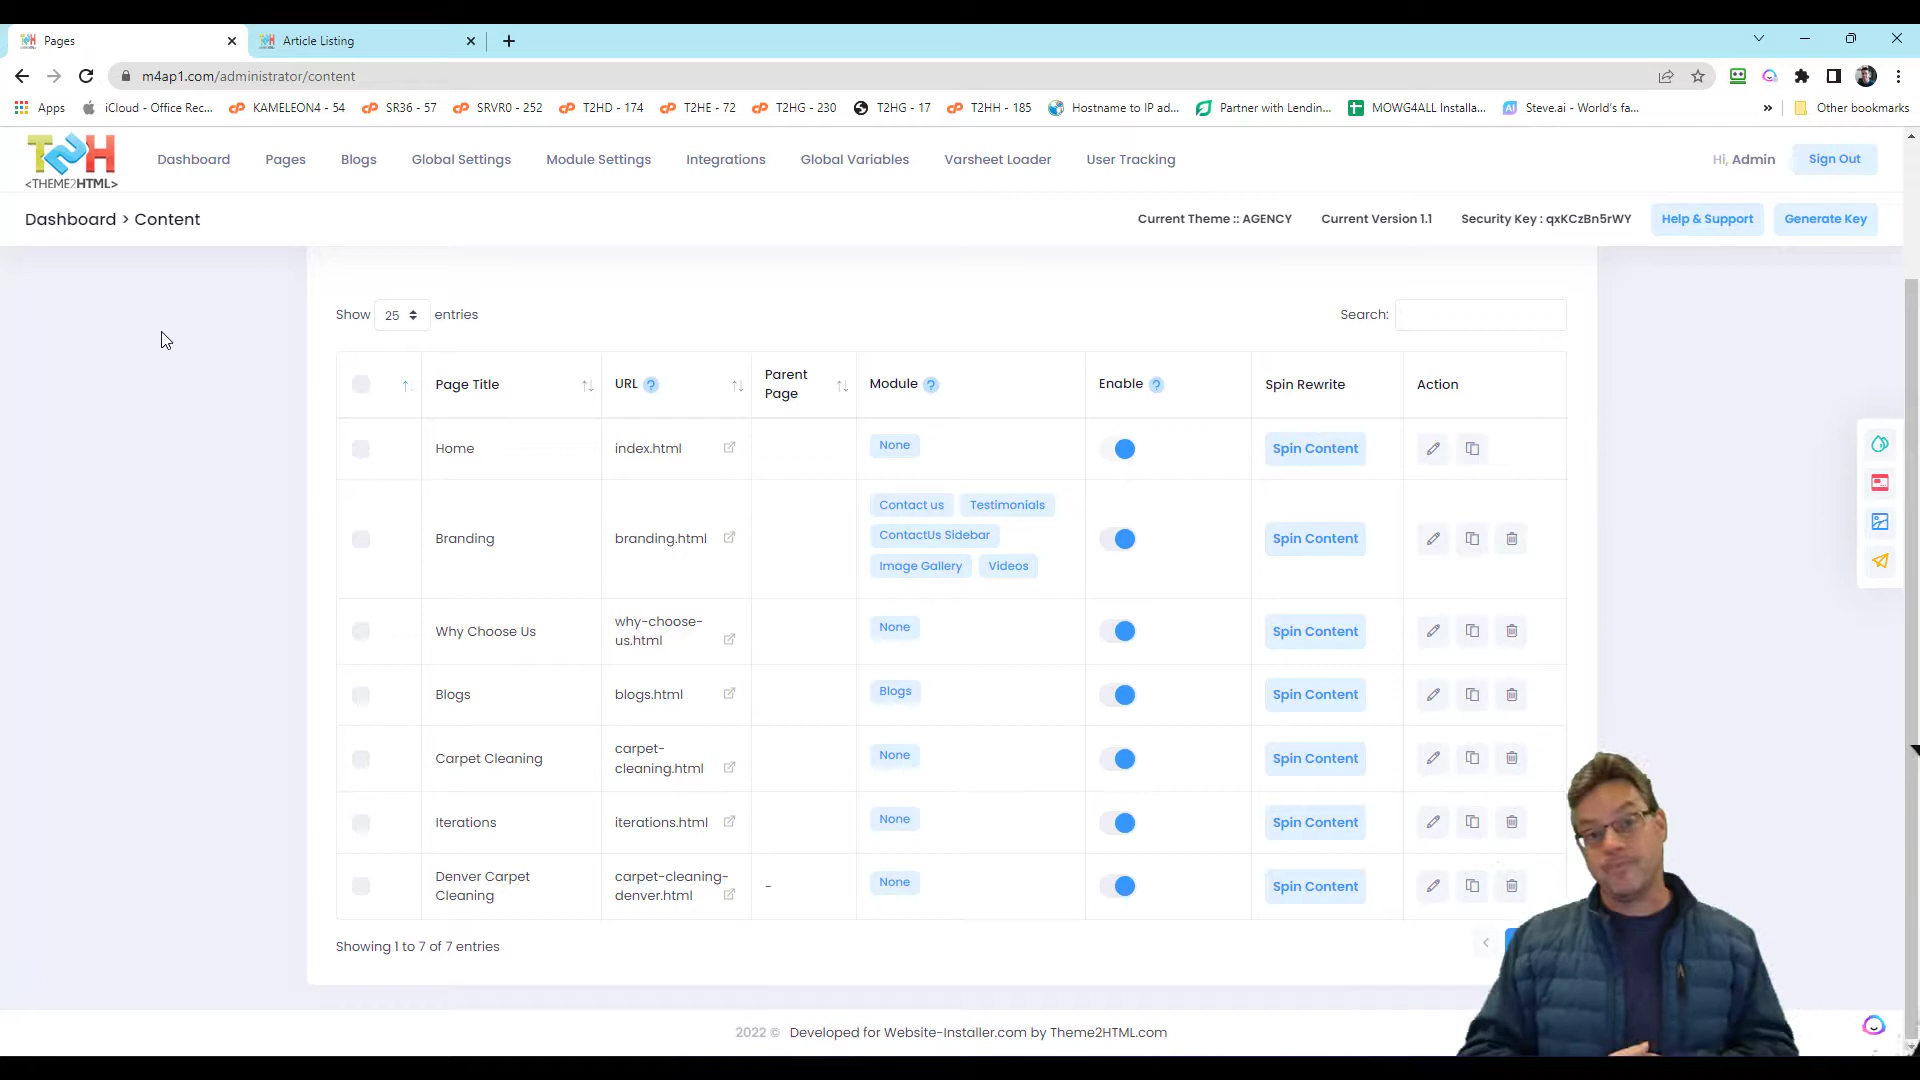 Pages
Article Listing
m4ap1.com/administrator/content
Apps
iCloud - Office Rec...
KAMELEON4 - 54
SR36 - 57
SRVR0 - 252
T2HD - 174
T2HE - 72
T2HG - 230
T2HG - 17
T2HH - 185
Hostname to IP ad...
Partner with Lendin...
MOWG4ALL Installa...
Steve.ai - World's fa...
»
Other bookmarks
T2H
<THEME2HTML>
Dashboard
Pages
Blogs
Global Settings
Module Settings
Integrations
Global Variables
Varsheet Loader
User Tracking
Hi, Admin
Sign Out
Dashboard > Content
Current Theme :: AGENCY
Current Version 1.1
Security Key : qxKCzBn5rWY
Help & Support
Generate Key
Show 25 entries
Search:
Page Title
URL ?
Parent
Page
Module ?
Enable ?
Spin Rewrite
Action
Home
index.html
None
Spin Content
Branding
branding.html
Contact us
Testimonials
ContactUs Sidebar
Image Gallery
Videos
Spin Content
Why Choose Us
why-choose-
us.html
None
Spin Content
Blogs
blogs.html
Blogs
Spin Content
Carpet Cleaning
carpet-
cleaning.html
None
Spin Content
Iterations
iterations.html
None
Spin Content
Denver Carpet
Cleaning
carpet-cleaning-
denver.html
-
None
Spin Content
Showing 1 to 7 of 7 entries
2022 © Developed for Website-Installer.com by Theme2HTML.com